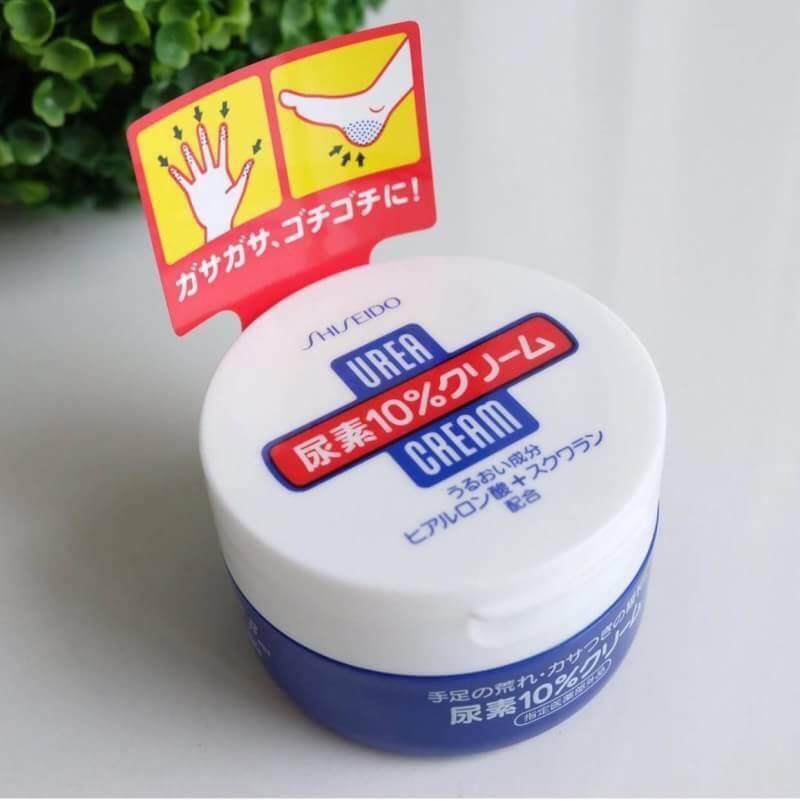 ガサガサ、ゴチゴチに!
SHISEIDO
UREA
尿素10%クリーム
CREAM
うるおい成分
ヒアルロン酸+スクワラン
配合
手足の荒れ・カサつきの
尿素10%クリーム
指定医薬部外品